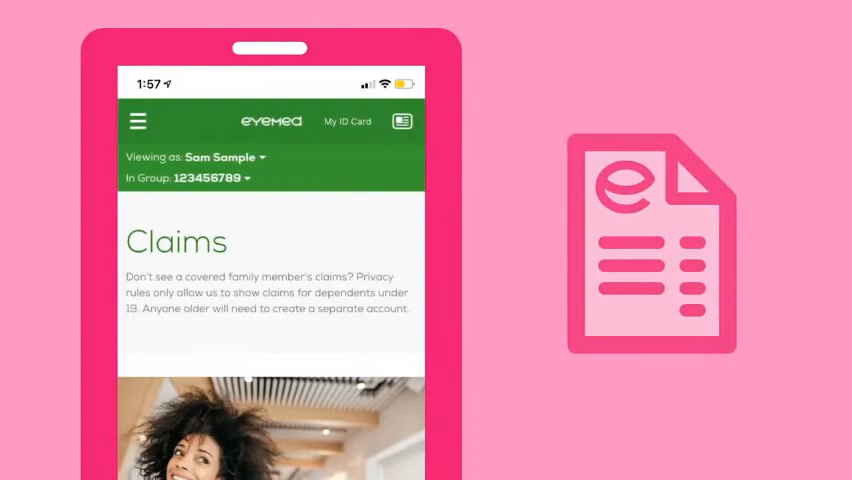 1:57
eyemed
My ID Card
Viewing as: Sam Sample
In Group: 123456789
Claims
Don't see a covered family member's claims? Privacy
rules only allow us to show claims for dependents under
19. Anyone older will need to create a separate account.
e